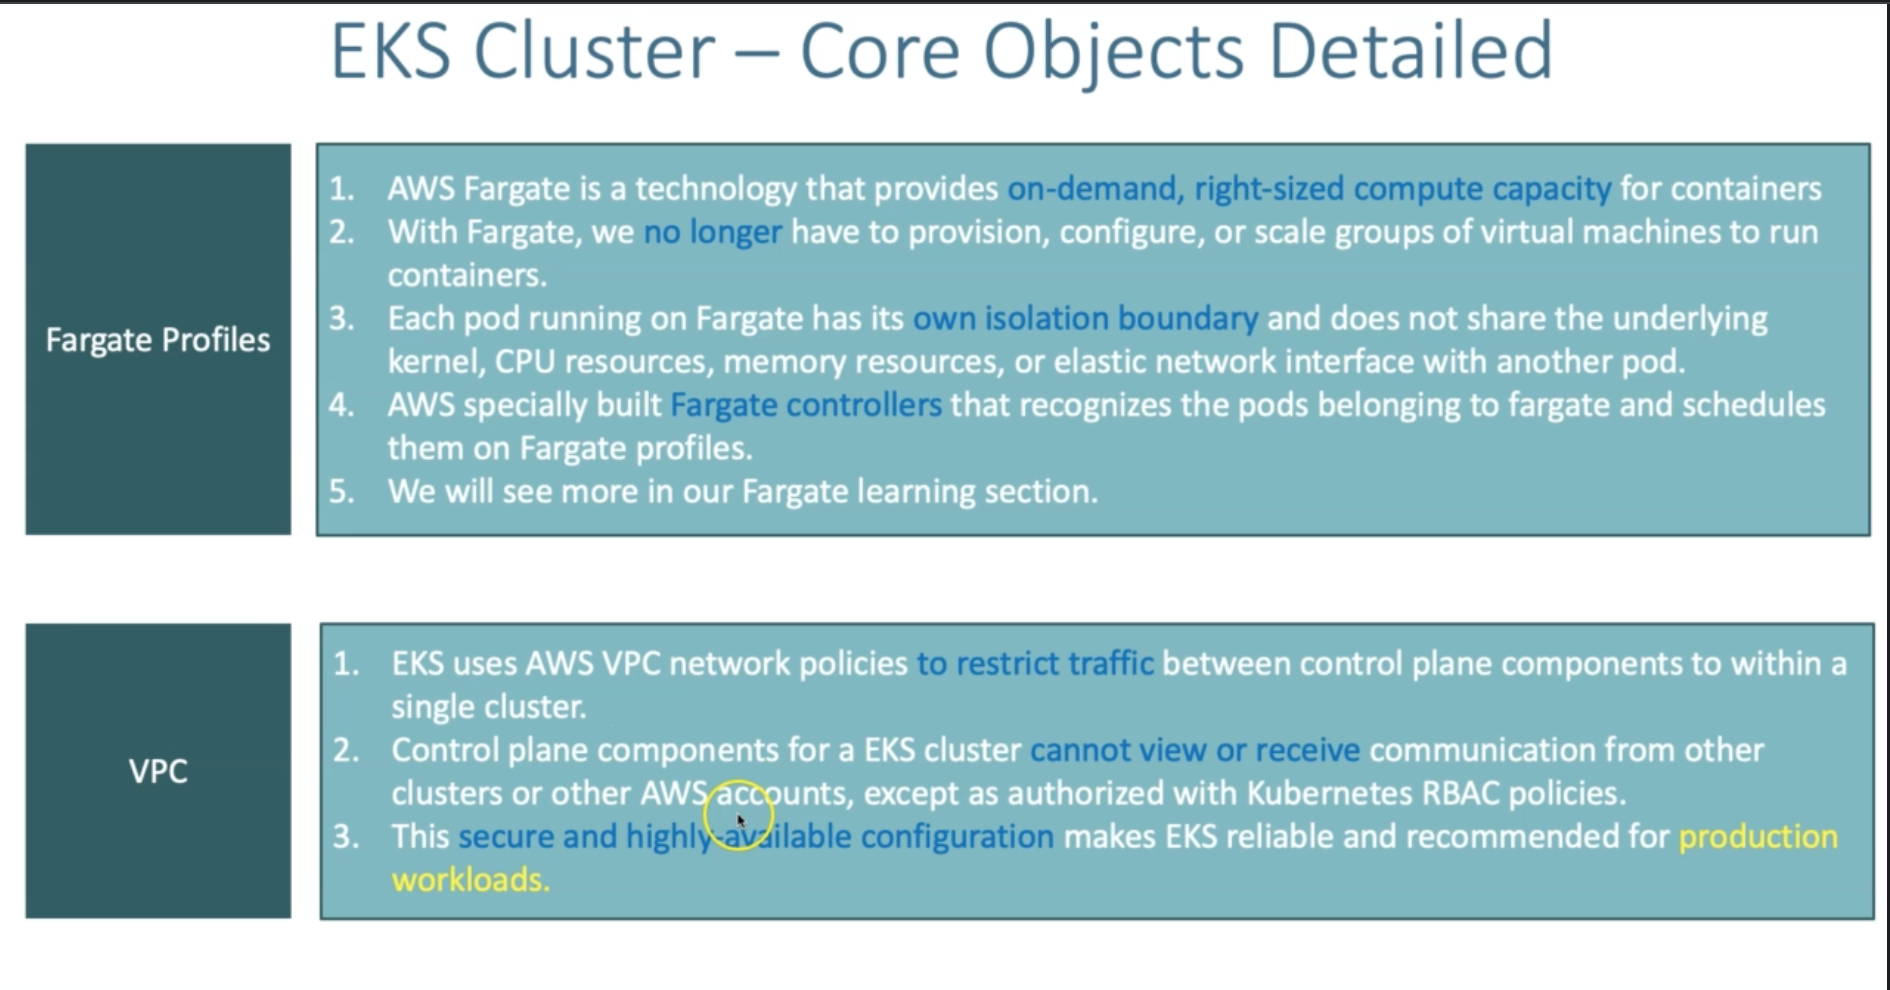 EKS Cluster – Core Objects Detailed
Fargate Profiles
1. AWS Fargate is a technology that provides on-demand, right-sized compute capacity for containers
2. With Fargate, we no longer have to provision, configure, or scale groups of virtual machines to run
containers.
3. Each pod running on Fargate has its own isolation boundary and does not share the underlying
kernel, CPU resources, memory resources, or elastic network interface with another pod.
4. AWS specially built Fargate controllers that recognizes the pods belonging to fargate and schedules
them on Fargate profiles.
5. We will see more in our Fargate learning section.
VPC
1. EKS uses AWS VPC network policies to restrict traffic between control plane components to within a
single cluster.
2. Control plane components for a EKS cluster cannot view or receive communication from other
clusters or other AWS accounts, except as authorized with Kubernetes RBAC policies.
3. This secure and highly-available configuration makes EKS reliable and recommended for production
workloads.